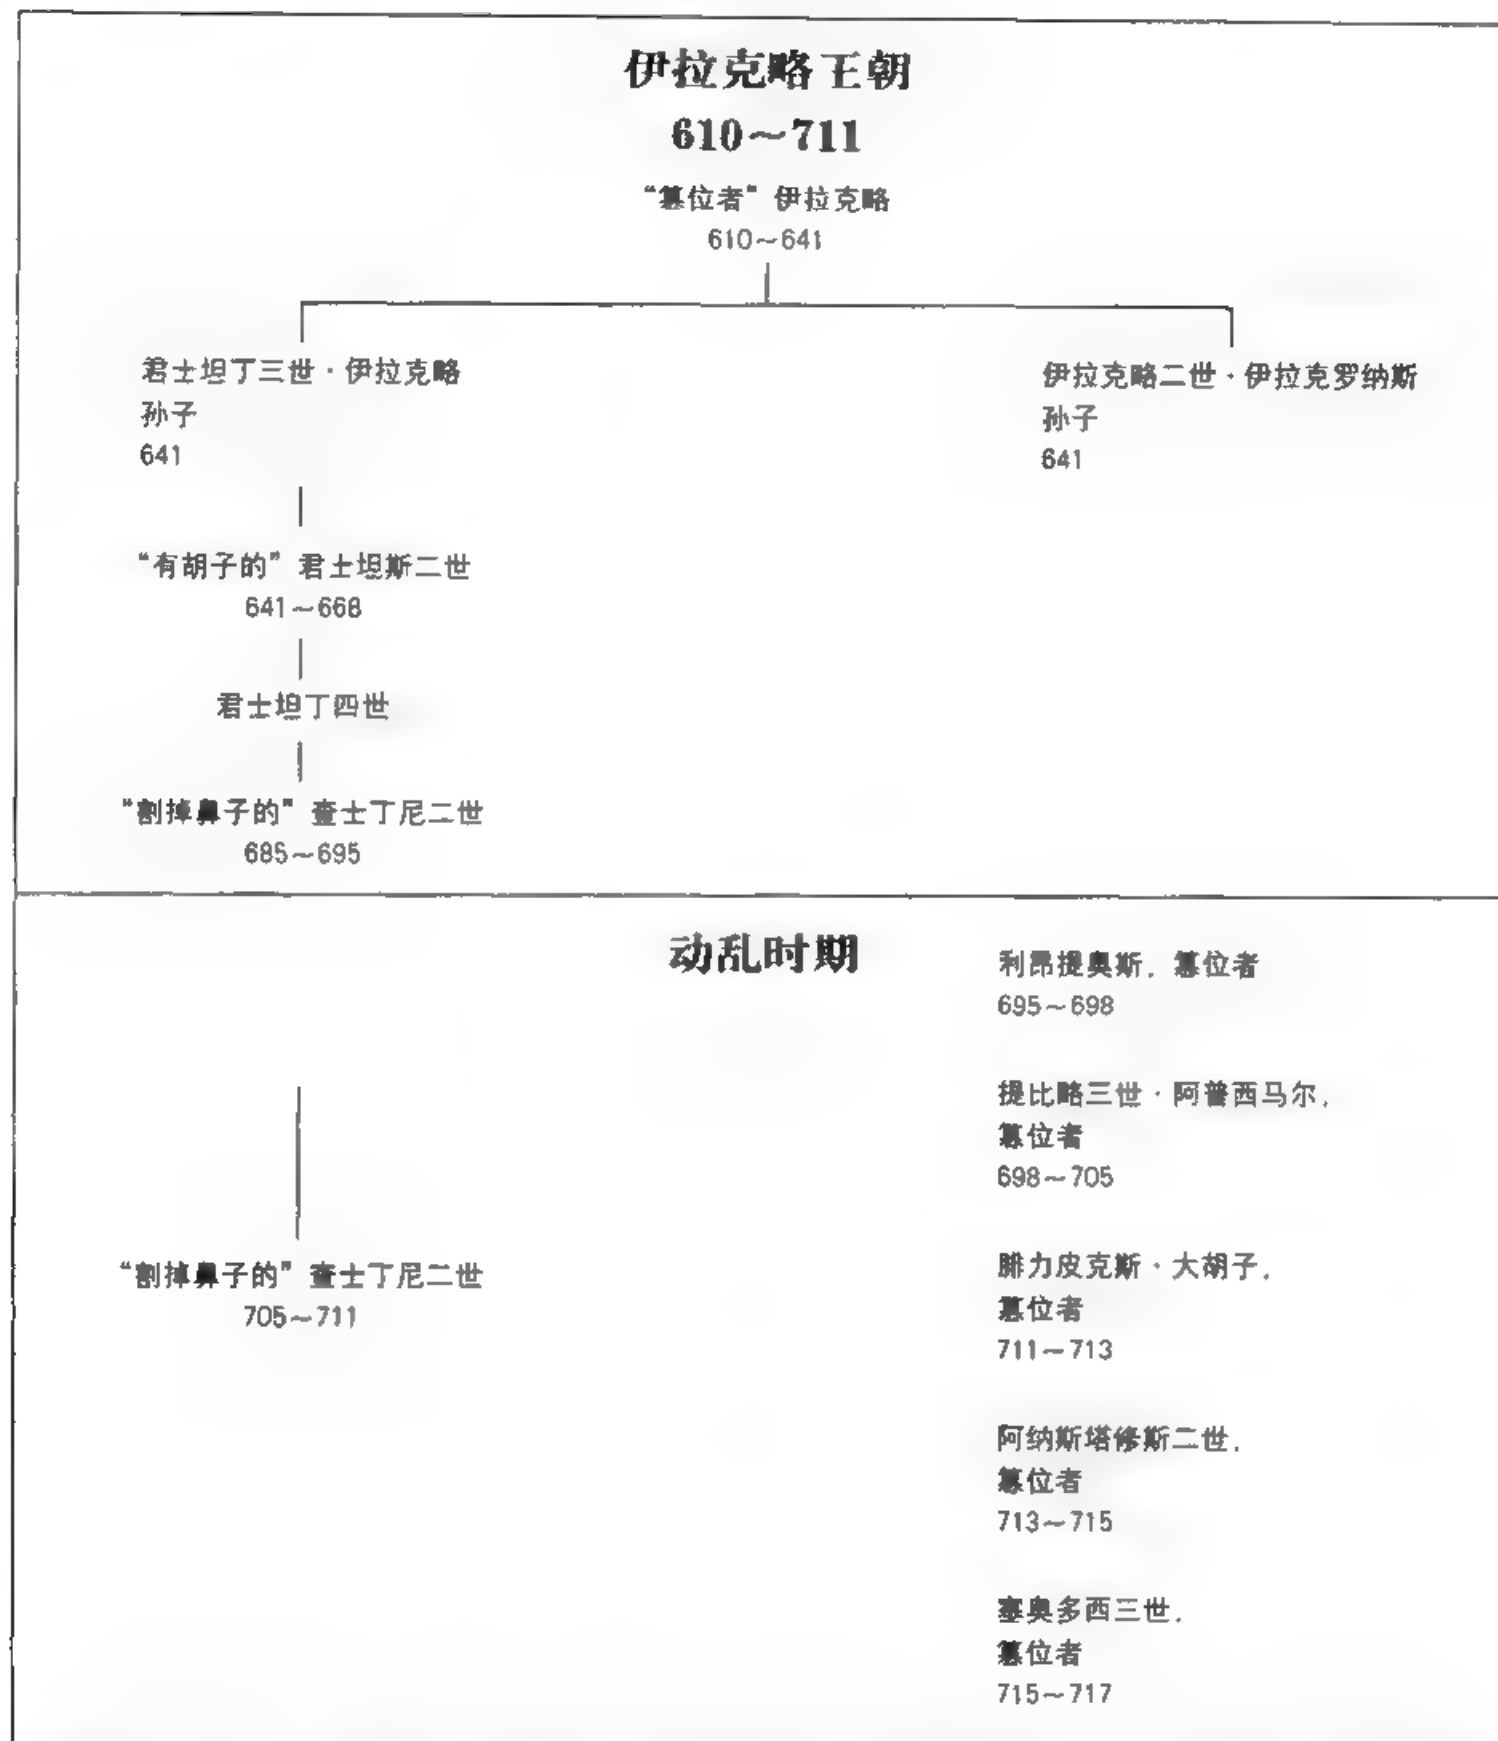 伊拉克略王朝
610～711
“篡位者”伊拉克略
610～641
君士坦丁三世·伊拉克略
孙子
641
伊拉克略二世·伊拉克罗纳斯
孙子
641
“有胡子的”君士坦斯二世
641～668
君士坦丁四世
“割掉鼻子的”查士丁尼二世
685～695
动乱时期
利昂提奥斯，篡位者
695～698
提比略三世·阿普西马尔，
篡位者
698～705
“割掉鼻子的”查士丁尼二世
705～711
腓力皮克斯·大胡子，
篡位者
711～713
阿纳斯塔修斯二世，
篡位者
713～715
塞奥多西三世，
篡位者
715～717